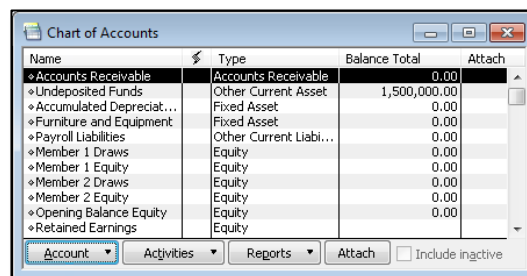 Chart of Accounts
Name Type Balance Total Attach
Accounts Receivable Accounts Receivable 0.00
Undeposited Funds Other Current Asset 1,500,000.00
Accumulated Depreciat... Fixed Asset 0.00
Furniture and Equipment Fixed Asset 0.00
Payroll Liabilities Other Current Liabi... 0.00
Member 1 Draws Equity 0.00
Member 1 Equity Equity 0.00
Member 2 Draws Equity 0.00
Member 2 Equity Equity 0.00
Opening Balance Equity Equity 0.00
Retained Earnings Equity
Account Activities Reports Attach Include inactive